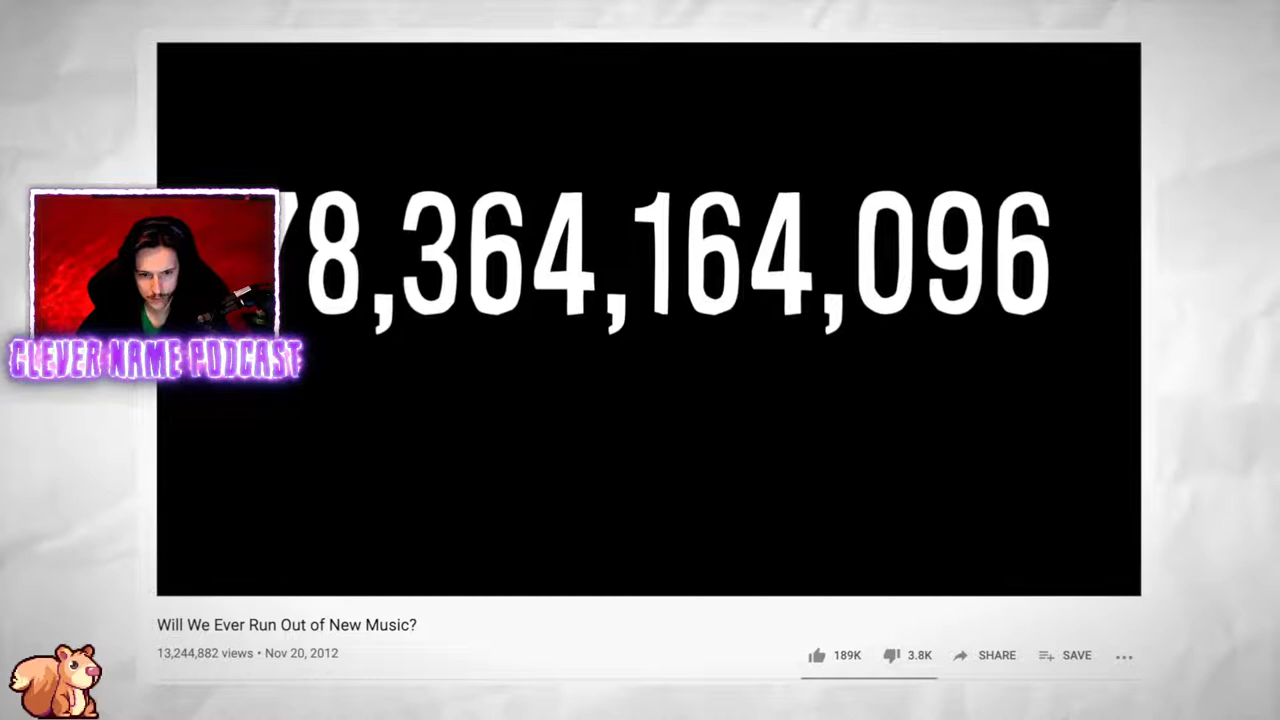 78,364,164,096
CLEVER NAME PODCAST
Will We Ever Run Out of New Music?
13,244,882 views • Nov 20, 2012
189K 3.8K SHARE SAVE